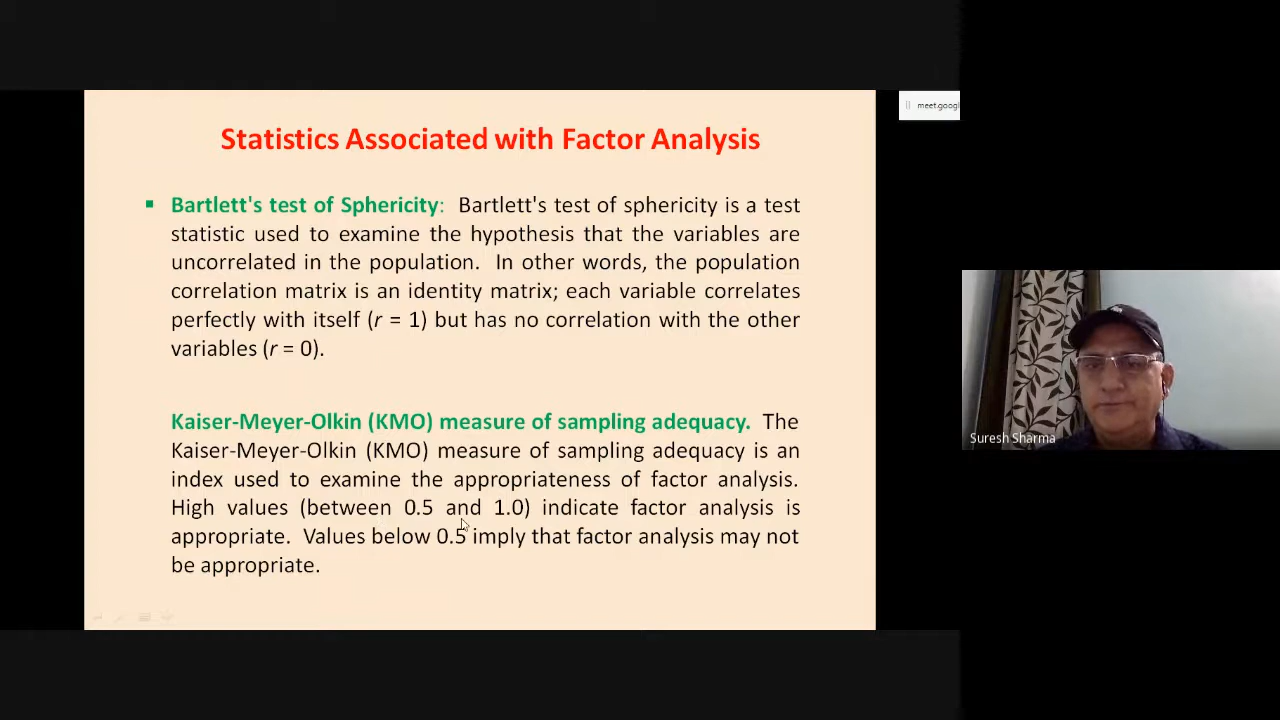 Statistics Associated with Factor Analysis
meet.googl
▪ Bartlett's test of Sphericity: Bartlett's test of sphericity is a test
statistic used to examine the hypothesis that the variables are
uncorrelated in the population. In other words, the population
correlation matrix is an identity matrix; each variable correlates
perfectly with itself (r = 1) but has no correlation with the other
variables (r = 0).
Kaiser-Meyer-Olkin (KMO) measure of sampling adequacy. The
Kaiser-Meyer-Olkin (KMO) measure of sampling adequacy is an
index used to examine the appropriateness of factor analysis.
High values (between 0.5 and 1.0) indicate factor analysis is
appropriate. Values below 0.5 imply that factor analysis may not
be appropriate.
Suresh Sharma